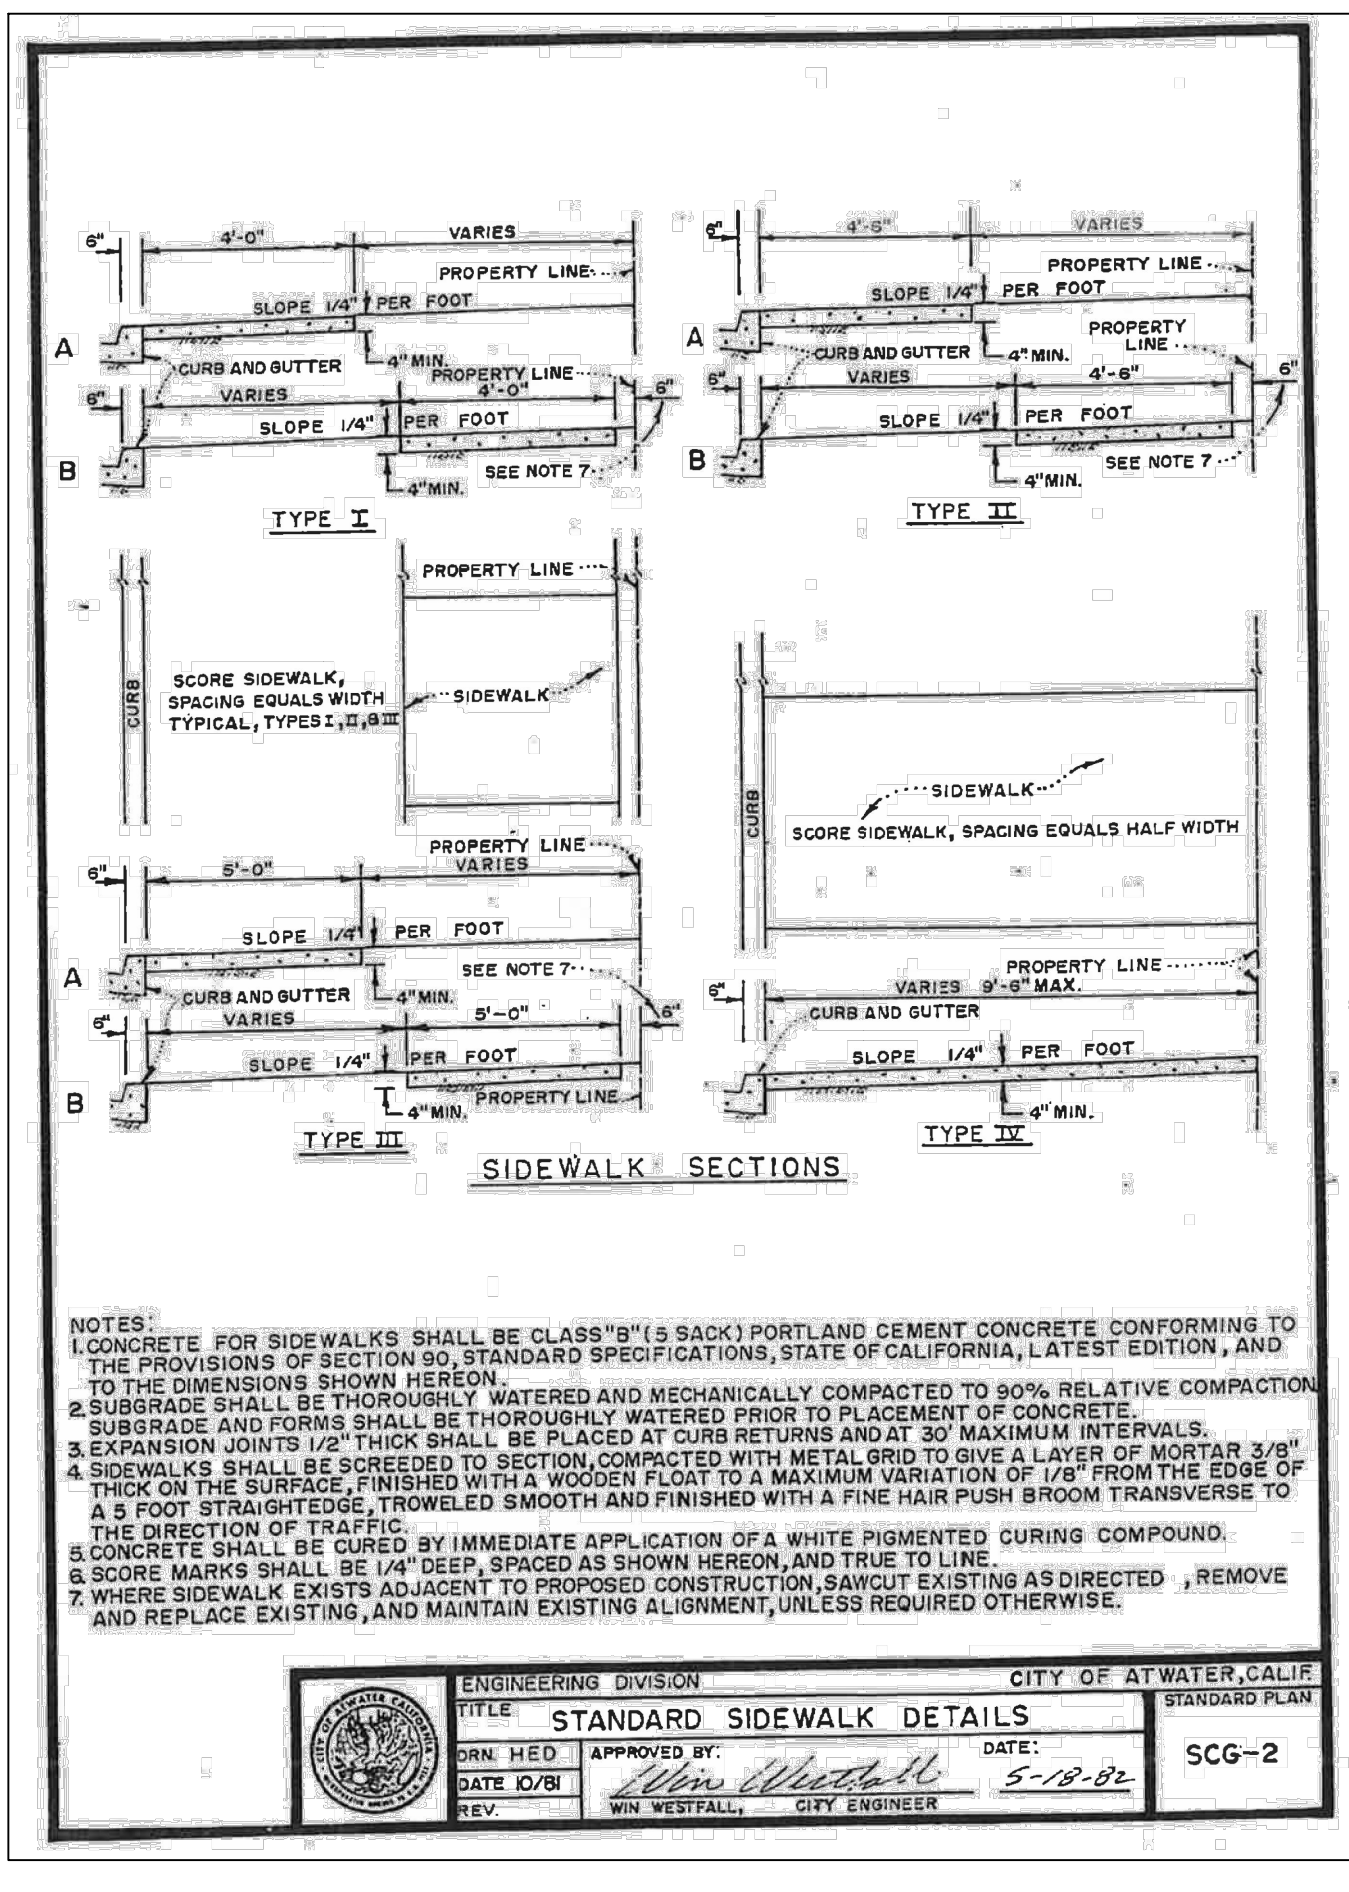 6" 4'-0" VARIES
PROPERTY LINE
SLOPE 1/4" PER FOOT
A
4" MIN.
CURB AND GUTTER
PROPERTY LINE
6" VARIES 4'-0" 6"
SLOPE 1/4" PER FOOT
B
SEE NOTE 7
4" MIN.
TYPE I
6" 4'-6" VARIES
PROPERTY LINE
SLOPE 1/4" PER FOOT
A
PROPERTY
LINE
CURB AND GUTTER
4" MIN.
6" VARIES 4'-6" 6"
SLOPE 1/4" PER FOOT
B
SEE NOTE 7
4" MIN.
TYPE II
PROPERTY LINE
CURB
SCORE SIDEWALK,
SPACING EQUALS WIDTH
TYPICAL, TYPES I, II, & III
SIDEWALK
CURB
SIDEWALK
SCORE SIDEWALK, SPACING EQUALS HALF WIDTH
PROPERTY LINE
6" 5'-0" VARIES
SLOPE 1/4" PER FOOT
A
SEE NOTE 7
CURB AND GUTTER
4" MIN.
6" VARIES 5'-0" 6"
SLOPE 1/4" PER FOOT
B
PROPERTY LINE
4" MIN.
TYPE III
PROPERTY LINE
6" VARIES 9'-6" MAX.
CURB AND GUTTER
SLOPE 1/4" PER FOOT
4" MIN.
TYPE IV
SIDEWALK SECTIONS
NOTES:
1. CONCRETE FOR SIDEWALKS SHALL BE CLASS "B" (5 SACK) PORTLAND CEMENT CONCRETE CONFORMING TO
THE PROVISIONS OF SECTION 90, STANDARD SPECIFICATIONS, STATE OF CALIFORNIA, LATEST EDITION, AND
TO THE DIMENSIONS SHOWN HEREON.
2. SUBGRADE SHALL BE THOROUGHLY WATERED AND MECHANICALLY COMPACTED TO 90% RELATIVE COMPACTION
SUBGRADE AND FORMS SHALL BE THOROUGHLY WATERED PRIOR TO PLACEMENT OF CONCRETE.
3. EXPANSION JOINTS 1/2" THICK SHALL BE PLACED AT CURB RETURNS AND AT 30' MAXIMUM INTERVALS.
4. SIDEWALKS SHALL BE SCREEDED TO SECTION, COMPACTED WITH METAL GRID TO GIVE A LAYER OF MORTAR 3/8"
THICK ON THE SURFACE, FINISHED WITH A WOODEN FLOAT TO A MAXIMUM VARIATION OF 1/8" FROM THE EDGE OF
A 5 FOOT STRAIGHTEDGE, TROWELED SMOOTH AND FINISHED WITH A FINE HAIR PUSH BROOM TRANSVERSE TO
THE DIRECTION OF TRAFFIC.
5. CONCRETE SHALL BE CURED BY IMMEDIATE APPLICATION OF A WHITE PIGMENTED CURING COMPOUND.
6. SCORE MARKS SHALL BE 1/4" DEEP, SPACED AS SHOWN HEREON, AND TRUE TO LINE.
7. WHERE SIDEWALK EXISTS ADJACENT TO PROPOSED CONSTRUCTION, SAWCUT EXISTING AS DIRECTED , REMOVE
AND REPLACE EXISTING, AND MAINTAIN EXISTING ALIGNMENT, UNLESS REQUIRED OTHERWISE.
CITY OF ATWATER CALIFORNIA
ENGINEERING DIVISION CITY OF ATWATER, CALIF.
TITLE STANDARD SIDEWALK DETAILS
STANDARD PLAN
SCG-2
DRN. HED
DATE 10/81
REV.
APPROVED BY: Win Westfall
WIN WESTFALL, CITY ENGINEER
DATE: 5-18-82